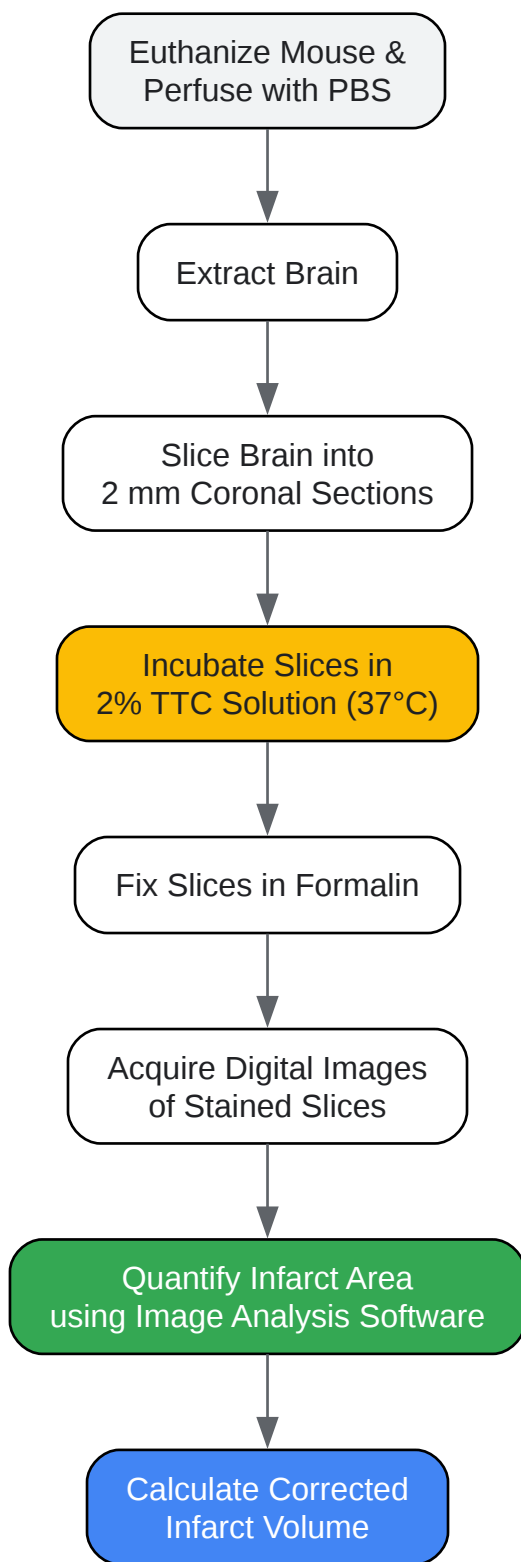 Euthanize Mouse &
Perfuse with PBS
Extract Brain
Slice Brain into
2 mm Coronal Sections
Incubate Slices in
2% TTC Solution (37°C)
Fix Slices in Formalin
Acquire Digital Images
of Stained Slices
Quantify Infarct Area
using Image Analysis Software
Calculate Corrected
Infarct Volume